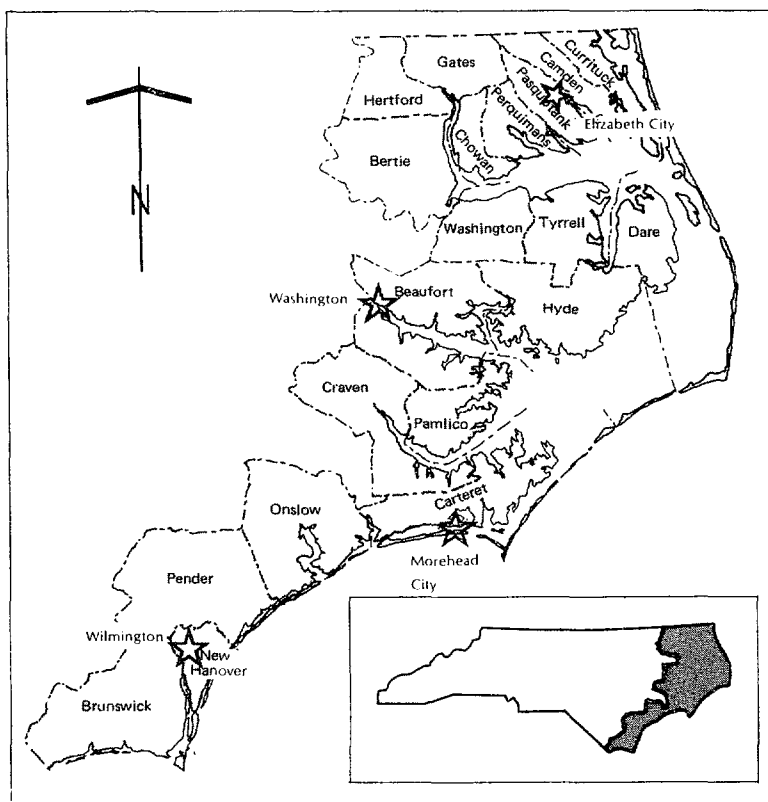 Gates
Currituck
Camden
Pasquotank
Perquimans
Elizabeth City
Hertford
Chowan
Bertie
N
Washington
Tyrrell
Dare
Washington
Beaufort
Hyde
Craven
Pamlico
Onslow
Carteret
Morehead
City
Pender
Wilmington
New
Hanover
Brunswick